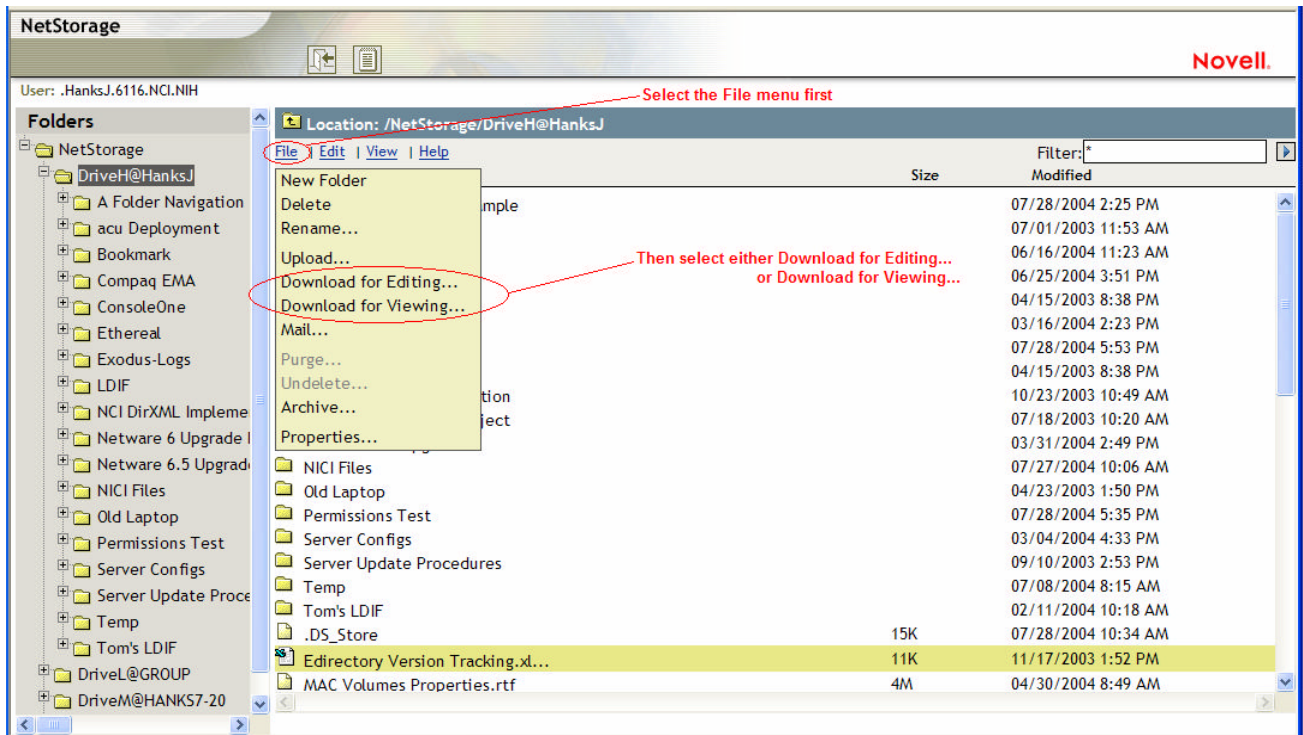 NetStorage
Novell.
User: .HanksJ.6116.NCI.NIH
Select the File menu first
Folders
NetStorage
DriveH@HanksJ
A Folder Navigation
acu Deployment
Bookmark
Compaq EMA
ConsoleOne
Ethereal
Exodus-Logs
LDIF
NCI DirXML Impleme
Netware 6 Upgrade
Netware 6.5 Upgrad
NICI Files
Old Laptop
Permissions Test
Server Configs
Server Update Proce
Temp
Tom's LDIF
DriveL@GROUP
DriveM@HANKS7-20
Location: /NetStorage/DriveH@HanksJ
File | Edit | View | Help
Filter:*
Size Modified
New Folder
Delete
Rename...
Upload...
Download for Editing...
Download for Viewing...
Mail...
Purge...
Undelete...
Archive...
Properties...
Then select either Download for Editing...
or Download for Viewing...
mple 07/28/2004 2:25 PM
07/01/2003 11:53 AM
06/16/2004 11:23 AM
06/25/2004 3:51 PM
04/15/2003 8:38 PM
03/16/2004 2:23 PM
07/28/2004 5:53 PM
04/15/2003 8:38 PM
tion 10/23/2003 10:49 AM
ject 07/18/2003 10:20 AM
03/31/2004 2:49 PM
NICI Files 07/27/2004 10:06 AM
Old Laptop 04/23/2003 1:50 PM
Permissions Test 07/28/2004 5:35 PM
Server Configs 03/04/2004 4:33 PM
Server Update Procedures 09/10/2003 2:53 PM
Temp 07/08/2004 8:15 AM
Tom's LDIF 02/11/2004 10:18 AM
.DS_Store 15K 07/28/2004 10:34 AM
Edirectory Version Tracking.xl... 11K 11/17/2003 1:52 PM
MAC Volumes Properties.rtf 4M 04/30/2004 8:49 AM